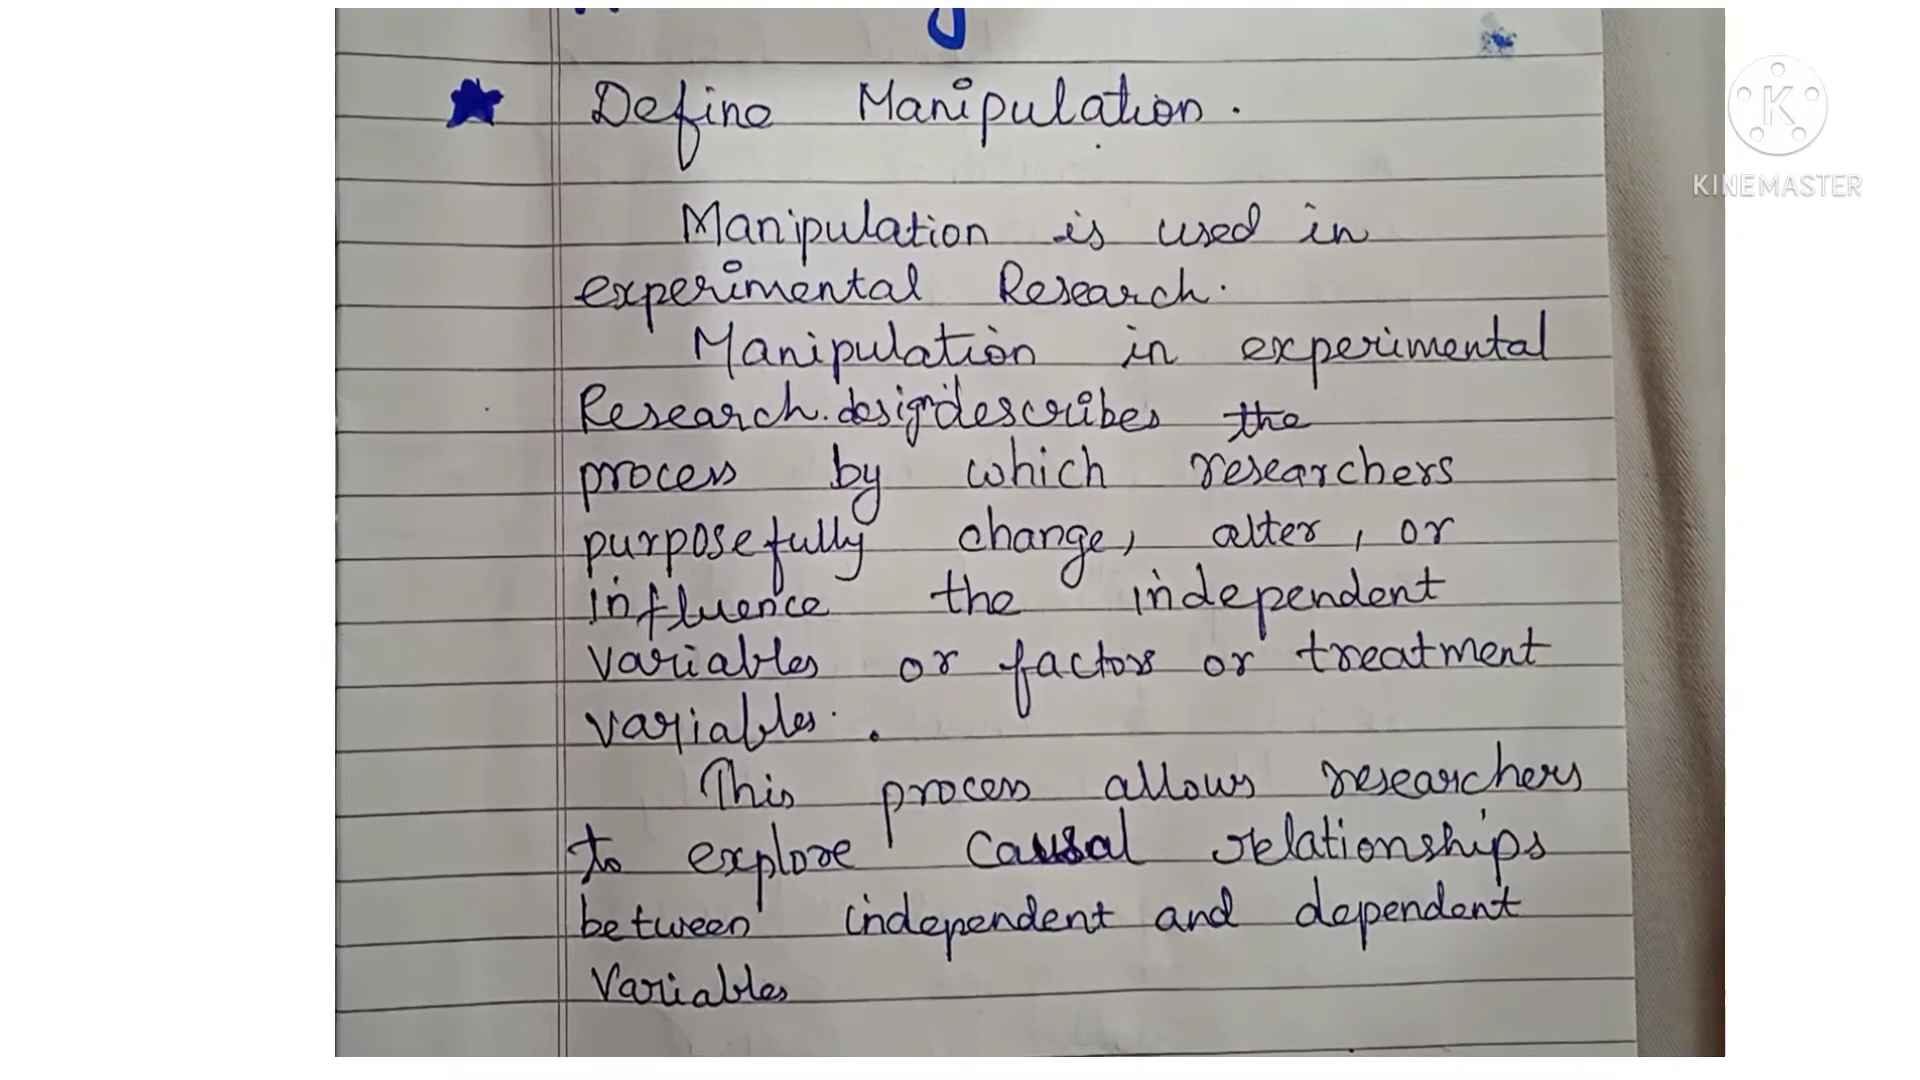 Define Manipulation.
Manipulation is used in
experimental Research.
Manipulation in experimental
Research design describes the
process by which researchers
purposefully change, alter, or
influence the independent
variables or factors or treatment
variables.
This process allows researchers
to explore causal relationships
between independent and dependent
Variables
K
KINEMASTER